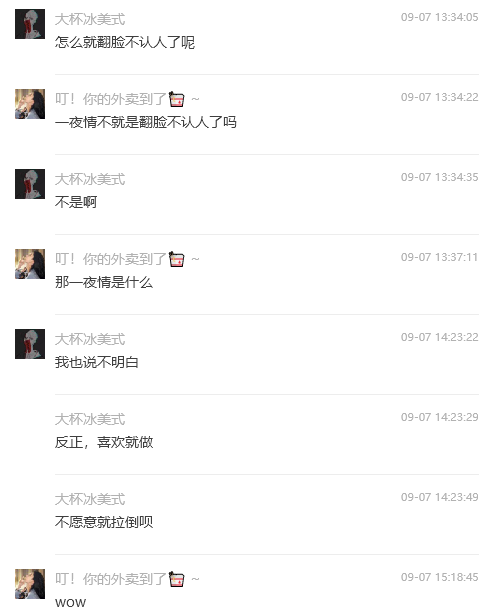 大杯冰美式 09-07 13:34:05
怎么就翻脸不认人了呢
叮！你的外卖到了 ~ 09-07 13:34:22
一夜情不就是翻脸不认人了吗
大杯冰美式 09-07 13:34:35
不是啊
叮！你的外卖到了 ~ 09-07 13:37:11
那一夜情是什么
大杯冰美式 09-07 14:23:22
我也说不明白
大杯冰美式 09-07 14:23:29
反正，喜欢就做
大杯冰美式 09-07 14:23:49
不愿意就拉倒呗
叮！你的外卖到了 ~ 09-07 15:18:45
wow